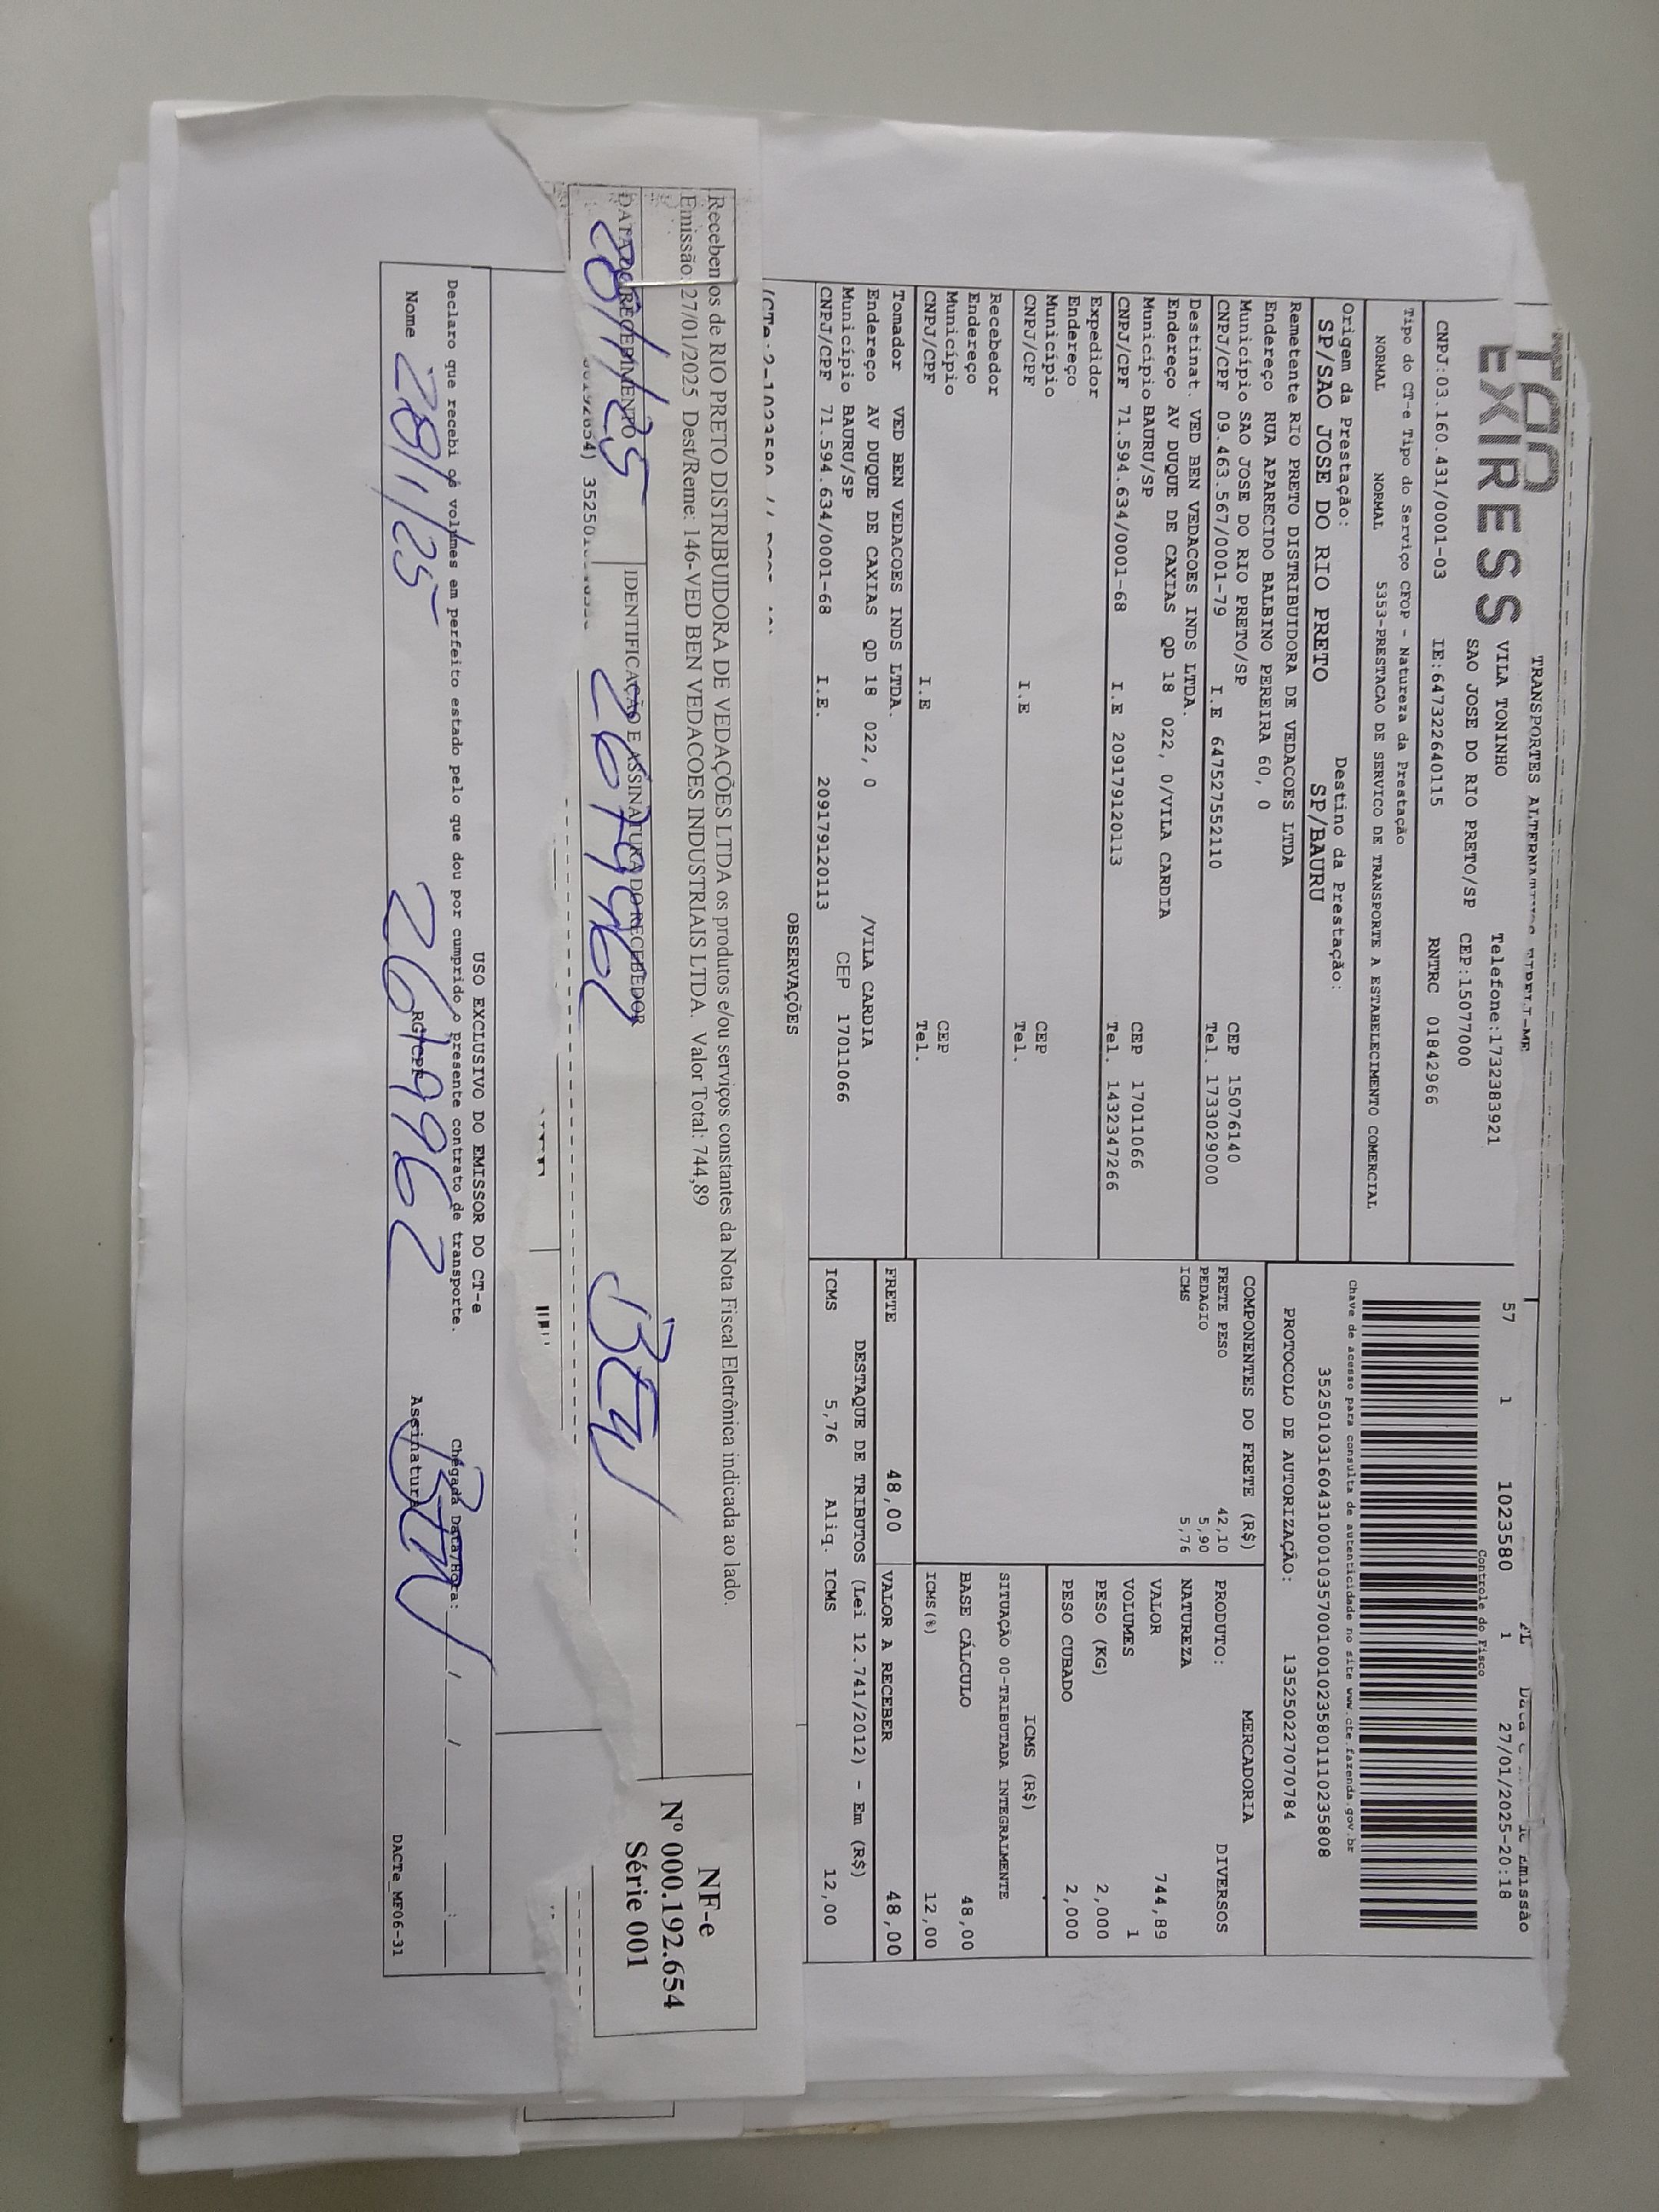 TRANSPORTES
EXIRESS
VILA TONINHO Telefone:1732383921
SAO JOSE DO RIO PRETO/SP CEP:15077000
CNPJ:03.160.431/0001-03 IE:647322640115 RNTRC 01842966
Tipo do CT-e Tipo do Serviço CFOP - Natureza da Prestação
NORMAL NORMAL 5353-PRESTACAO DE SERVICO DE TRANSPORTE A ESTABELECIMENTO COMERCIAL
Origem da Prestação: Destino da Prestação:
SP/SAO JOSE DO RIO PRETO SP/BAURU
Remetente RIO PRETO DISTRIBUIDORA DE VEDACOES LTDA
Endereço RUA APARECIDO BALBINO PEREIRA 60, 0
Município SAO JOSE DO RIO PRETO/SP CEP 15076140
CNPJ/CPF 09.463.567/0001-79 I.E 647527552110 Tel. 1733029000
Destinat. VED BEN VEDACOES INDS LTDA.
Endereço AV DUQUE DE CAXIAS QD 18 022, 0/VILA CARDIA
Município BAURU/SP CEP 17011066
CNPJ/CPF 71.594.634/0001-68 I.E 209179120113 Tel. 1432347266
Expedidor
Endereço
Município CEP
CNPJ/CPF I.E Tel.
Recebedor
Endereço
Município CEP
CNPJ/CPF I.E Tel.
Tomador VED BEN VEDACOES INDS LTDA.
Endereço AV DUQUE DE CAXIAS QD 18 022, 0 /VILA CARDIA
Município BAURU/SP CEP 17011066
CNPJ/CPF 71.594.634/0001-68 I.E. 209179120113
57 1 1023580 1 27/01/2025-20:18
Controle do Fisco
Chave de acesso para consulta de autenticidade no site www.cte.fazenda.gov.br
35250103160431000103570010010235801110235808
PROTOCOLO DE AUTORIZAÇÃO: 135250227070784
COMPONENTES DO FRETE (R$)
FRETE PESO 42,10
PEDAGIO 5,90
ICMS 5,76
MERCADORIA
PRODUTO: DIVERSOS
NATUREZA
VALOR 744,89
VOLUMES 1
PESO (KG) 2,000
PESO CUBADO 2,000
ICMS (R$)
SITUAÇÃO 00-TRIBUTADA INTEGRALMENTE
BASE CÁLCULO 48,00
ICMS(%) 12,00
FRETE 48,00 VALOR A RECEBER 48,00
DESTAQUE DE TRIBUTOS (Lei 12.741/2012) - Em (R$)
ICMS 5,76 Aliq. ICMS 12,00
OBSERVAÇÕES
Recebemos de RIO PRETO DISTRIBUIDORA DE VEDAÇÕES LTDA os produtos e/ou serviços constantes da Nota Fiscal Eletrônica indicada ao lado.
Emissão: 27/01/2025 Dest/Reme: 146-VED BEN VEDACOES INDUSTRIAIS LTDA. Valor Total: 744,89
DATA DO RECEBIMENTO IDENTIFICAÇÃO E ASSINATURA DO RECEBEDOR
28/1/25
NF-e
Nº 000.192.654
Série 001
USO EXCLUSIVO DO EMISSOR DO CT-e
Declaro que recebi os volumes em perfeito estado pelo que dou por cumprido o presente contrato de transporte. Chegada Data/Hora:
Nome 28/1/25 RG/CPF Assinatura
DACTe_MF06-31